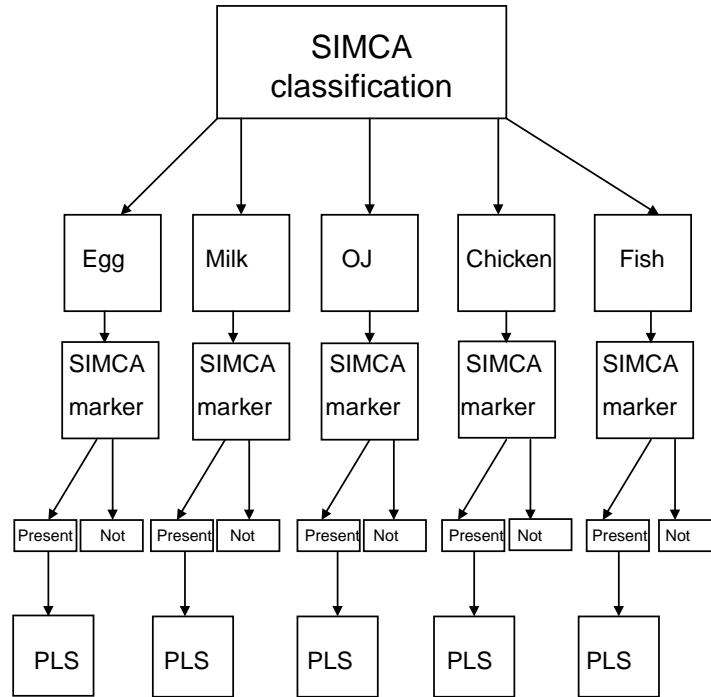 SIMCA
classification
Egg
Milk
OJ
Chicken
Fish
SIMCA
marker
SIMCA
marker
SIMCA
marker
SIMCA
marker
SIMCA
marker
Present
Not
Present
Not
Present
Not
Present
Not
Present
Not
PLS
PLS
PLS
PLS
PLS